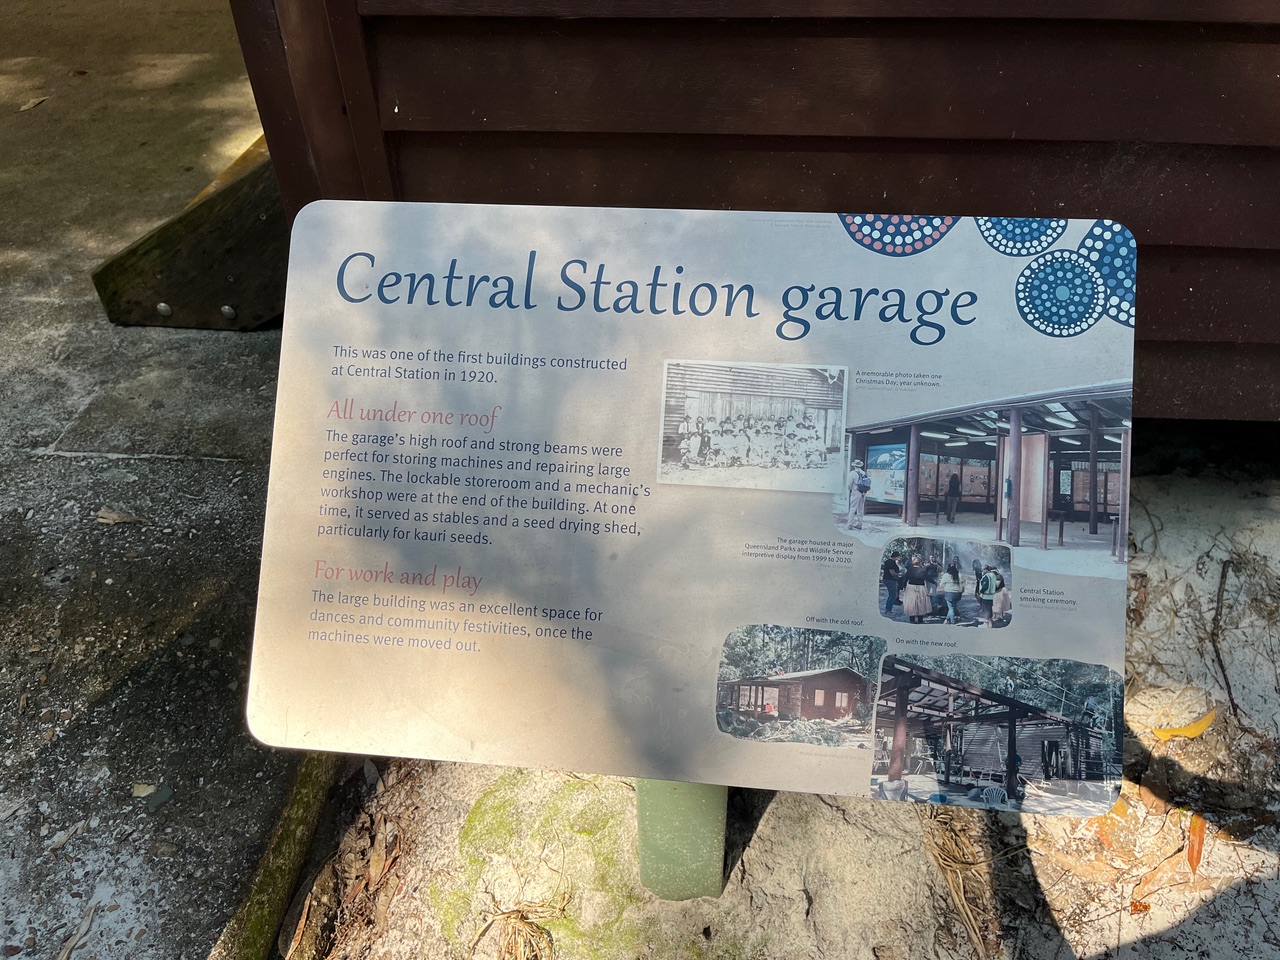 Central Station garage
This was one of the first buildings constructed
at Central Station in 1920.
All under one roof
The garage's high roof and strong beams were
perfect for storing machines and repairing large
engines. The lockable storeroom and a mechanic's
workshop were at the end of the building. At one
time, it served as stables and a seed drying shed,
particularly for kauri seeds.
For work and play
The large building was an excellent space for
dances and community festivities, once the
machines were moved out.
A memorable photo taken one
Christmas Day; year unknown.
The garage housed a major
Queensland Parks and Wildlife Service
interpretive display from 1999 to 2020.
Central Station
smoking ceremony.
Off with the old roof.
On with the new roof.